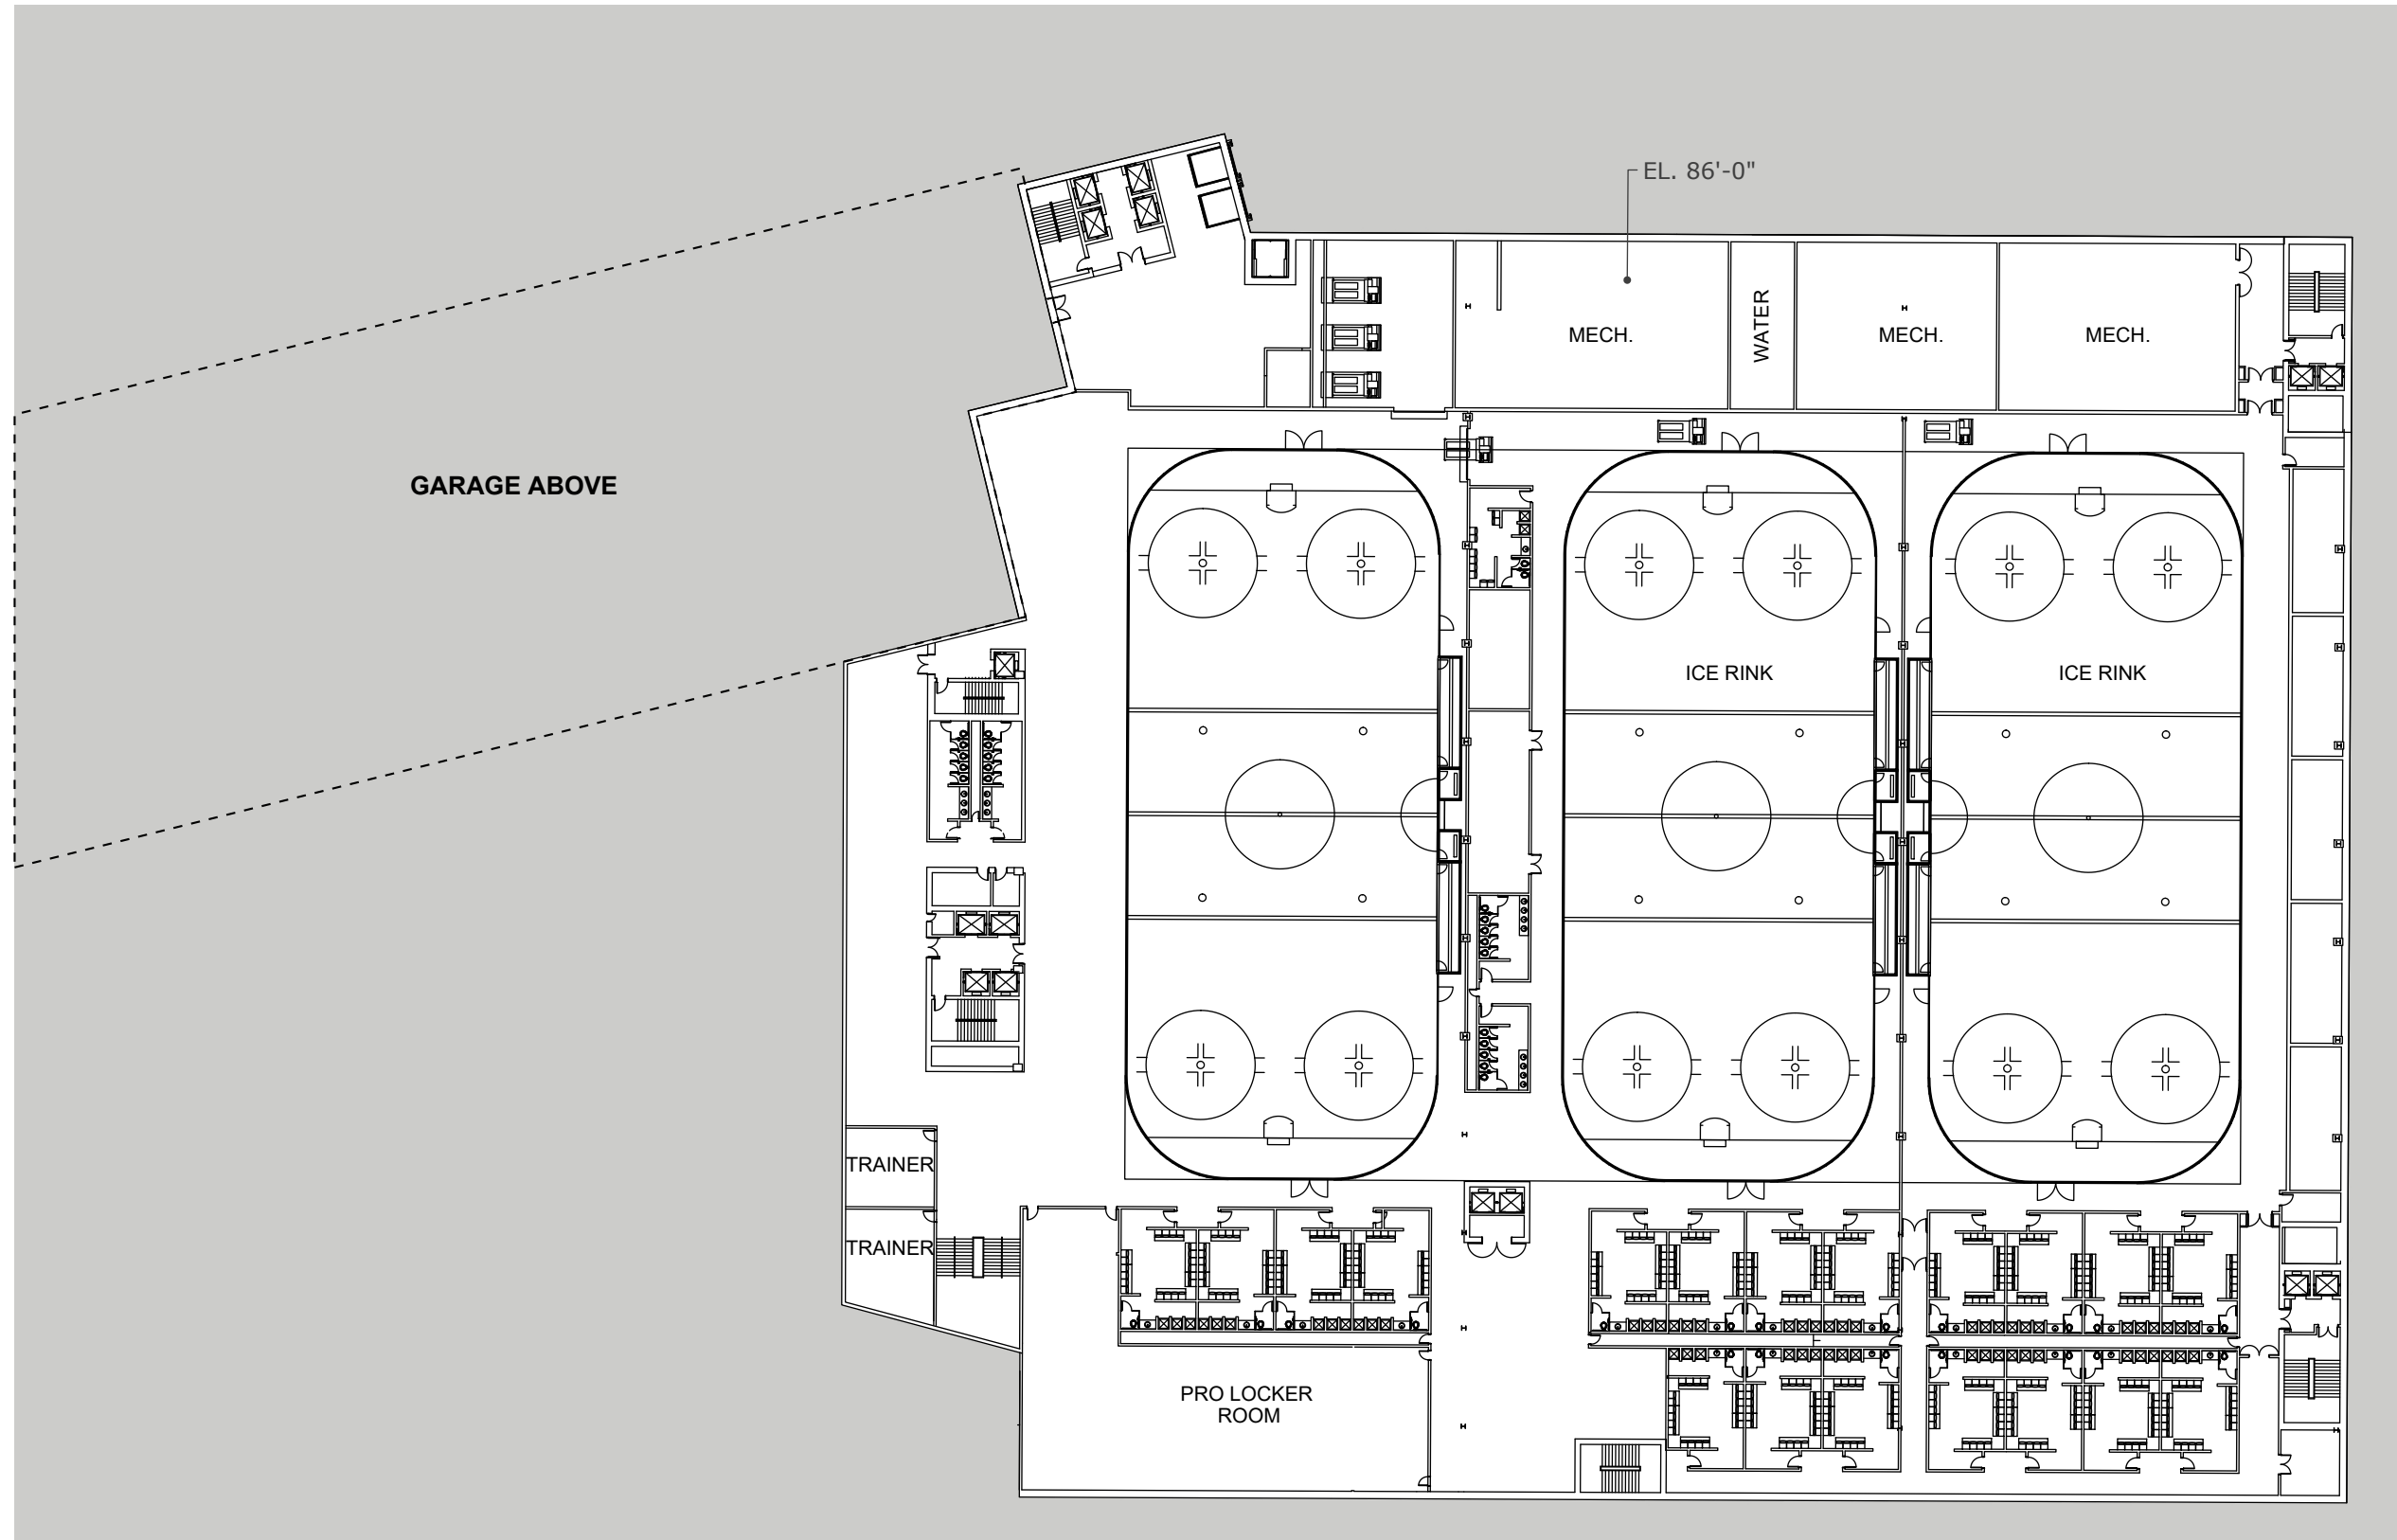 EL. 86'-0"
MECH.
WATER
MECH.
MECH.
GARAGE ABOVE
ICE RINK
ICE RINK
TRAINER
TRAINER
PRO LOCKER
ROOM